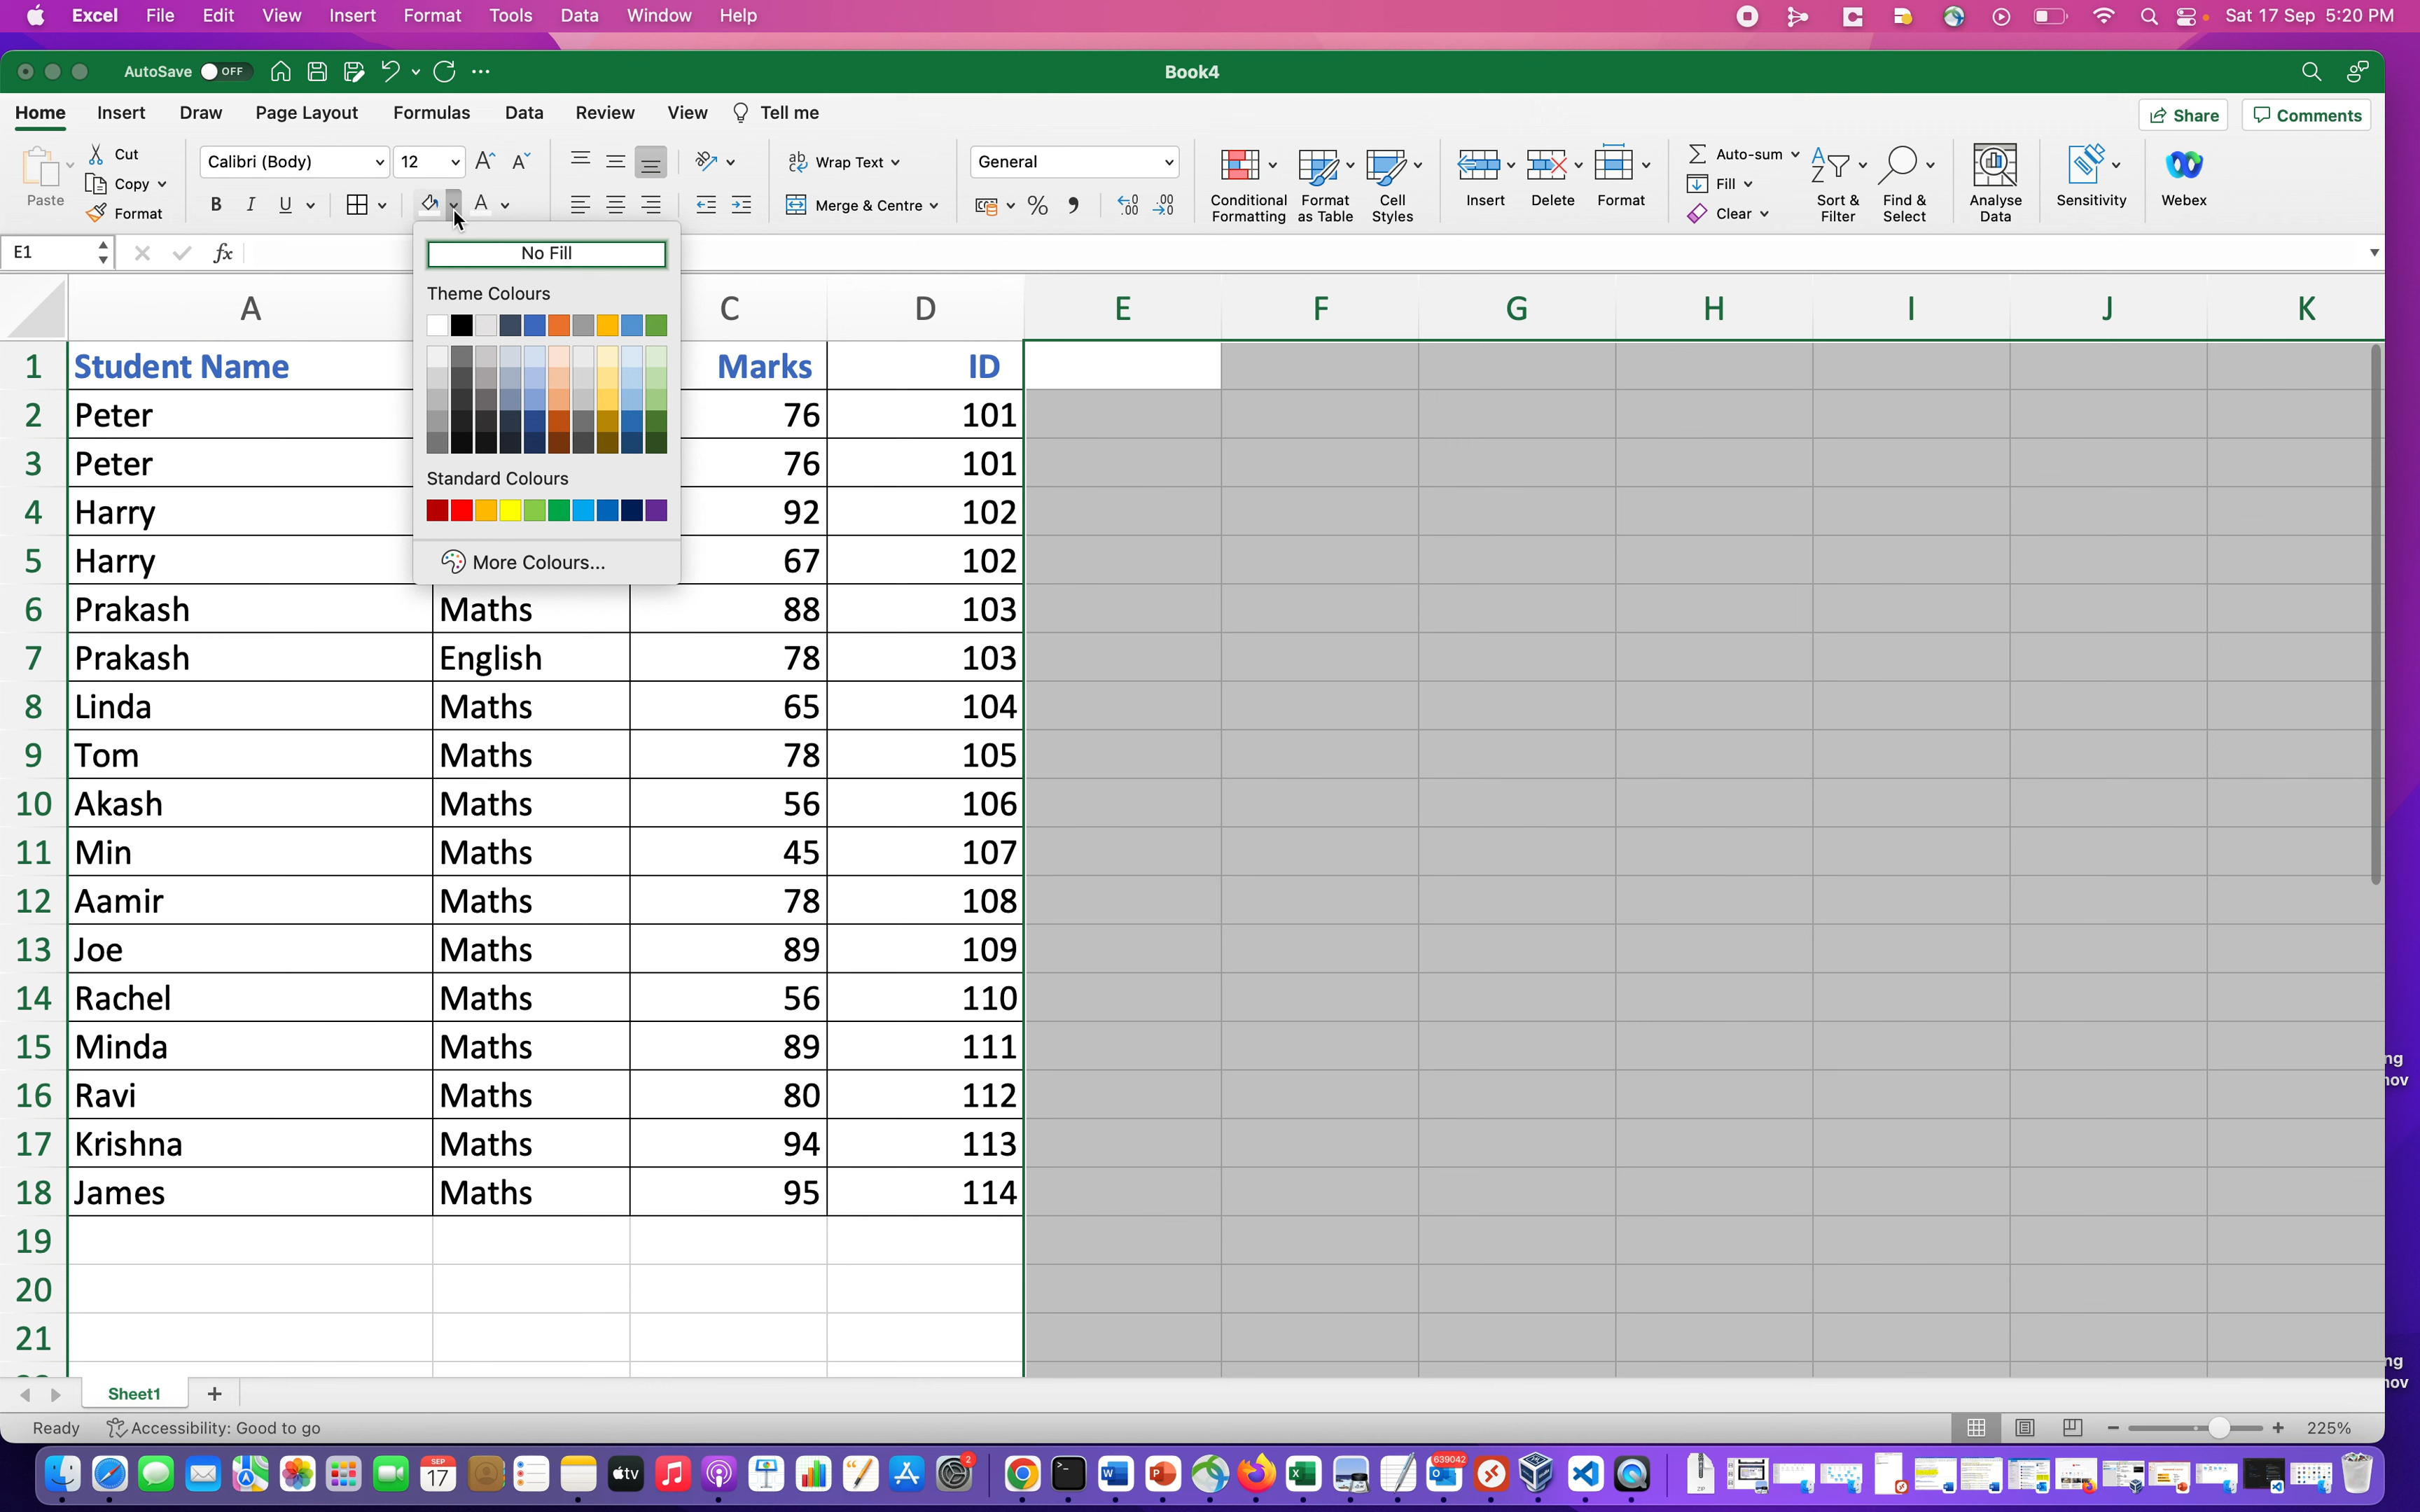 Excel File Edit View Insert Format Tools Data Window Help Sat 17 Sep 5:20 PM
AutoSave OFF Book4
Home Insert Draw Page Layout Formulas Data Review View Tell me Share Comments
Paste Cut Copy Format
Calibri (Body) 12 A A
B I U A
ab Wrap Text
Merge & Centre
General
% 
Conditional Formatting
Format as Table
Cell Styles
Insert Delete Format
Auto-sum
Fill
Clear
Sort & Filter
Find & Select
Analyse Data
Sensitivity
Webex
E1 fx
No Fill
Theme Colours
Standard Colours
More Colours...
A C D E F G H I J K
1 Student Name Marks ID
2 Peter 76 101
3 Peter 76 101
4 Harry 92 102
5 Harry 67 102
6 Prakash Maths 88 103
7 Prakash English 78 103
8 Linda Maths 65 104
9 Tom Maths 78 105
10 Akash Maths 56 106
11 Min Maths 45 107
12 Aamir Maths 78 108
13 Joe Maths 89 109
14 Rachel Maths 56 110
15 Minda Maths 89 111
16 Ravi Maths 80 112
17 Krishna Maths 94 113
18 James Maths 95 114
19
20
21
Sheet1 +
Ready Accessibility: Good to go 225%
SEP
17
tv
2
639042